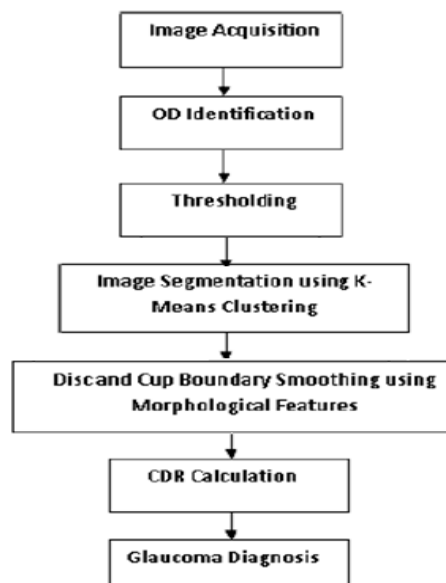 Image Acquisition
OD Identification
Thresholding
Image Segmentation using K-
Means Clustering
Discand Cup Boundary Smoothing using
Morphological Features
CDR Calculation
Glaucoma Diagnosis